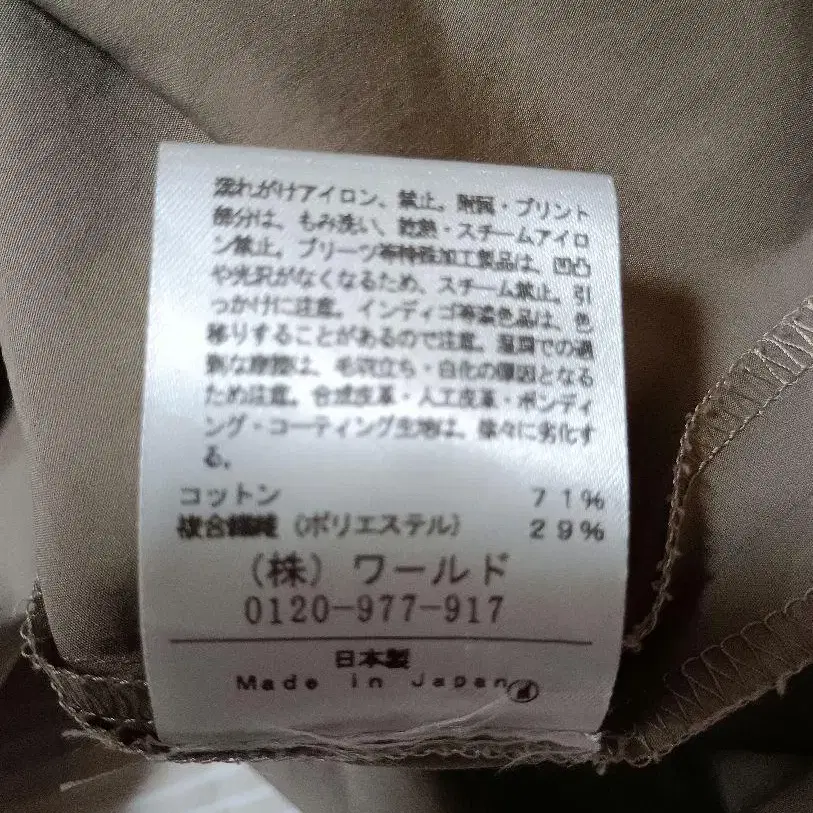 濡れがけアイロン、禁止。附属・プリント
部分は、もみ洗い、乾熱・スチームアイロ
ン禁止。プリーツ等特殊加工製品は、凹凸
や光沢がなくなるため、スチーム禁止。引
っかけに注意。インディゴ等濃色品は、色
移りすることがあるので注意。湿潤での過
剰な摩擦は、毛羽立ち・白化の原因となる
ため注意。合成皮革・人工皮革・ボンディ
ング・コーティング生地は、徐々に劣化す
る。
コットン 71%
複合繊維（ポリエステル） 29%
（株）ワールド
0120-977-917
日本製
Made in Japan